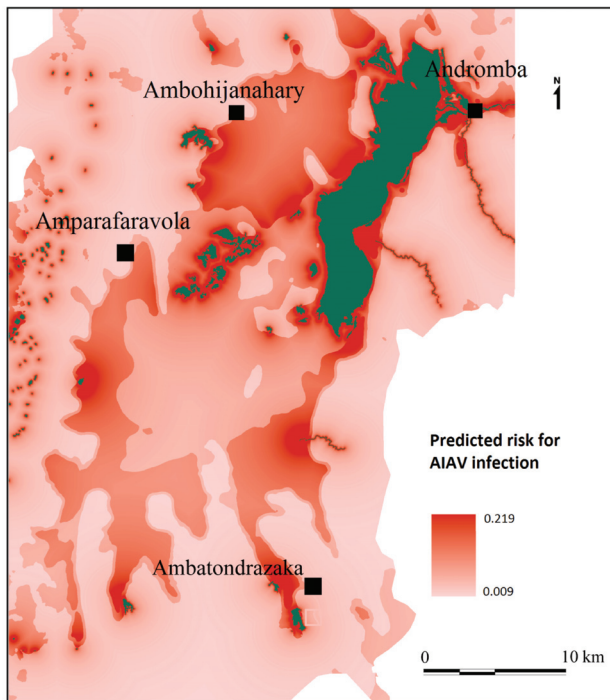 Andromba
N
Ambohijanahary
Amparafaravola
Predicted risk for
AIAV infection
0.219
0.009
Ambatondrazaka
0 10 km